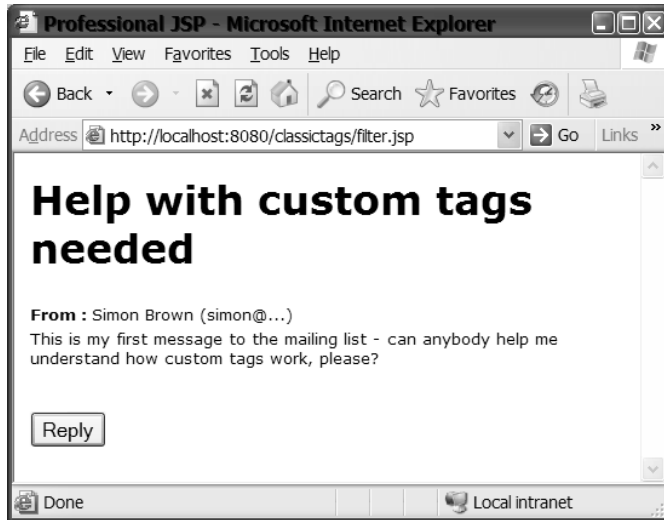 Professional JSP - Microsoft Internet Explorer
File Edit View Favorites Tools Help
Back Search Favorites
Address http://localhost:8080/classictags/filter.jsp Go Links »
Help with custom tags
needed
From : Simon Brown (simon@...)
This is my first message to the mailing list - can anybody help me
understand how custom tags work, please?
Reply
Done Local intranet